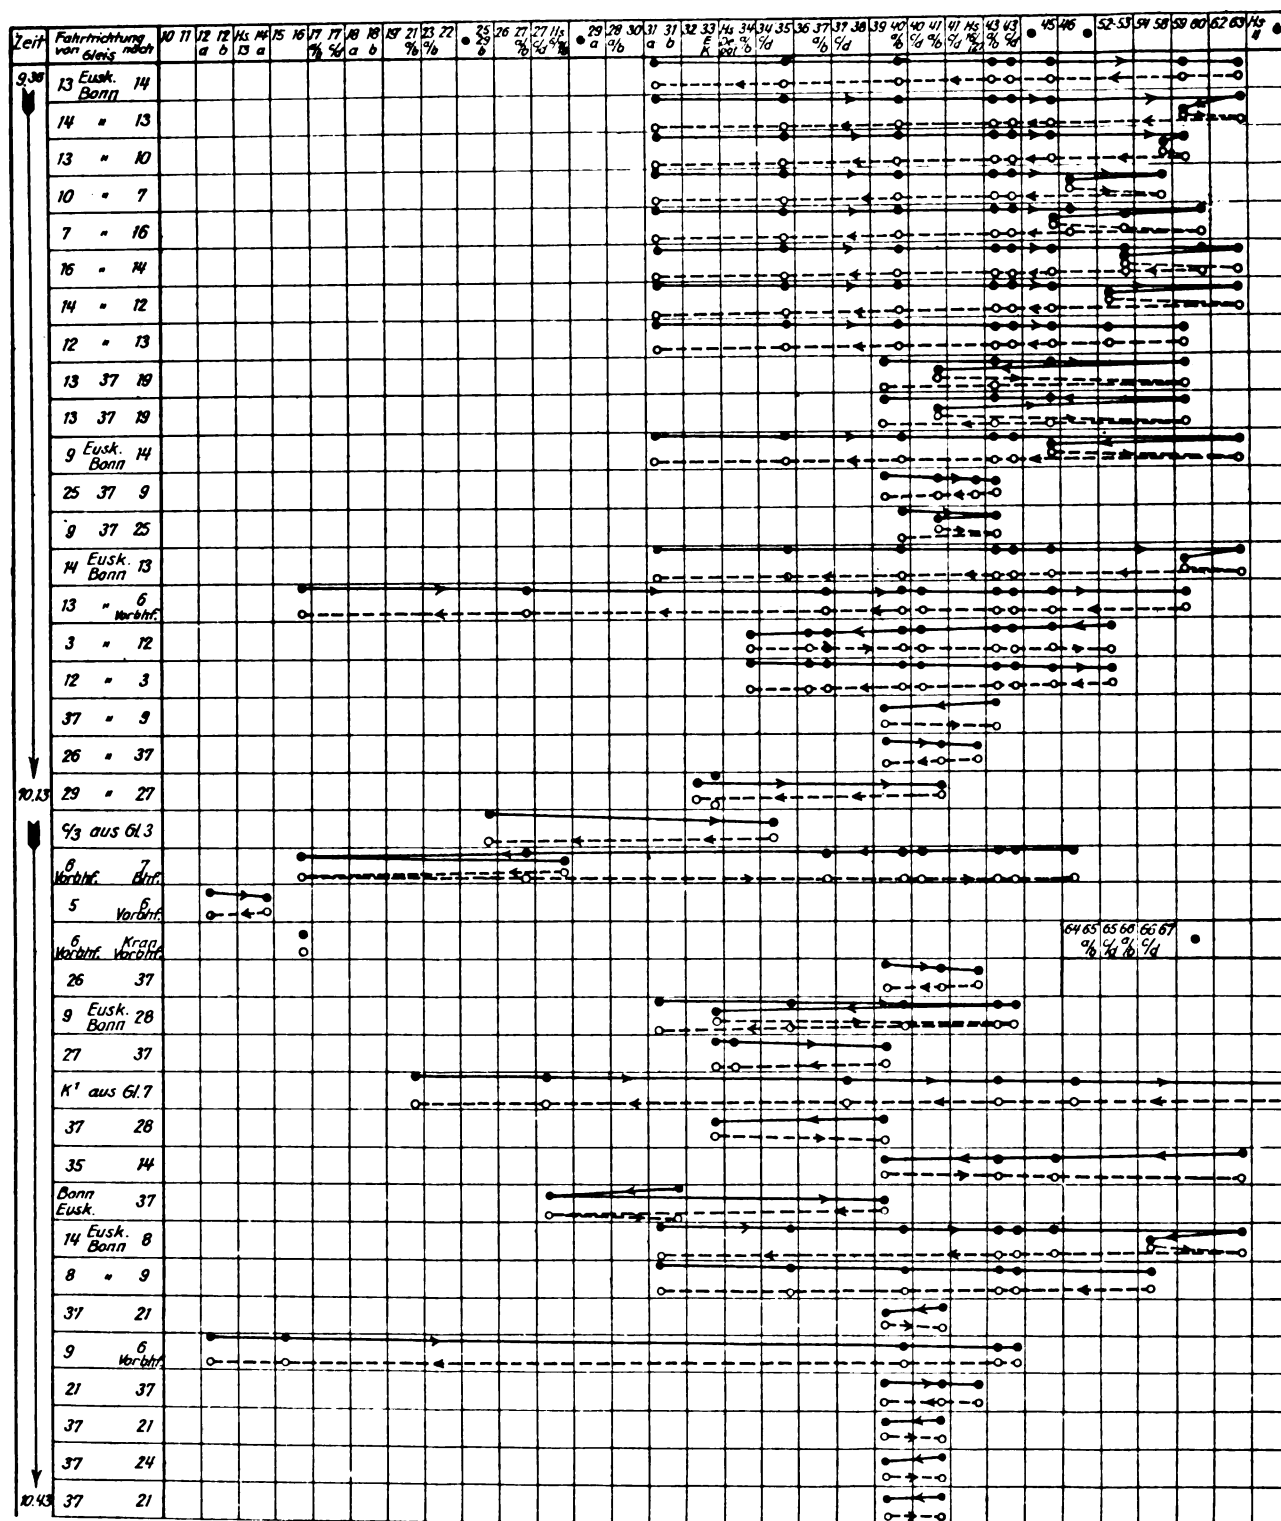 Zeit Fahrtrichtung von Gleis nach 10 11 12 a 12 b Hs 13 14 a 15 16 17 a/b 17 c/d 18 a 18 b 19 21 a/b 23 a/b 22 25 29 b 26 27 a/b 27 c/d 29 a 28 a/b 30 31 a 31 b 32 33 Hs 34 a/b 34 c/d 35 36 37 a/b 37 c/d 38 39 40 a/b 40 c/d 41 a/b 41 c/d Hs 43 a/b 43 c/d 45 46 52 53 54 58 59 60 62 63 Hs
9.38
13 Eusk. Bonn 14
14 " 13
13 " 10
10 " 7
7 " 16
16 " 14
14 " 12
12 " 13
13 37 19
13 37 19
9 Eusk. Bonn 14
25 37 9
9 37 25
14 Eusk. Bonn 13
13 " 6 Vorbhf.
3 " 12
12 " 3
37 " 9
26 " 37
10.13 29 " 27
c/3 aus Gl. 3
6 Vorbhf. 7 Bhf.
5 6 Vorbhf.
6 Vorbhf. Kran Vorbhf. 64 65 a/b 65 c/d 66 a/b 66 c/d 67
26 37
9 Eusk. Bonn 28
27 37
K¹ aus Gl. 7
37 28
35 14
Bonn Eusk. 37
14 Eusk. Bonn 8
8 " 9
37 21
9 6 Vorbhf.
21 37
37 21
37 24
10.43 37 21